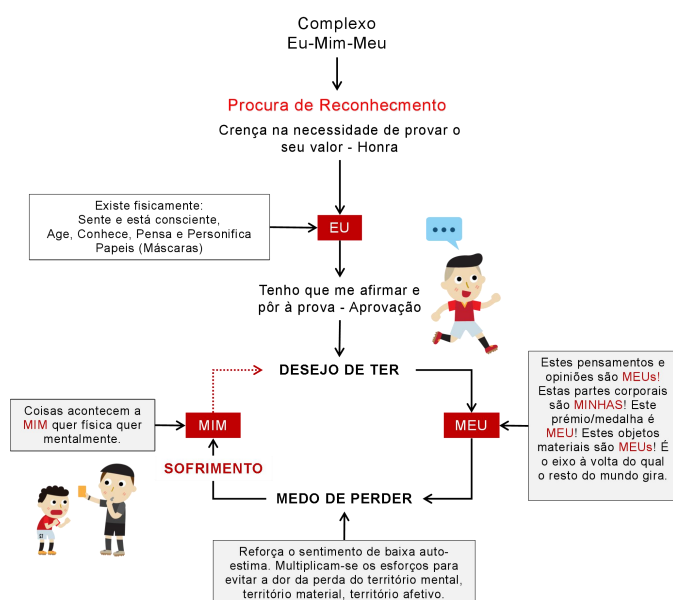 Complexo
Eu-Mim-Meu
Procura de Reconhecmento
Crença na necessidade de provar o
seu valor - Honra
Existe fisicamente:
Sente e está consciente,
Age, Conhece, Pensa e Personifica
Papeis (Máscaras)
EU
Tenho que me afirmar e
pôr à prova - Aprovação
DESEJO DE TER
Estes pensamentos e
opiniões são MEUs!
Estas partes corporais
são MINHAS! Este
prémio/medalha é
MEU! Estes objetos
materiais são MEUs! É
o eixo à volta do qual
o resto do mundo gira.
Coisas acontecem a
MIM quer física quer
mentalmente.
MIM
MEU
SOFRIMENTO
MEDO DE PERDER
Reforça o sentimento de baixa auto-
estima. Multiplicam-se os esforços para
evitar a dor da perda do território mental,
território material, território afetivo.